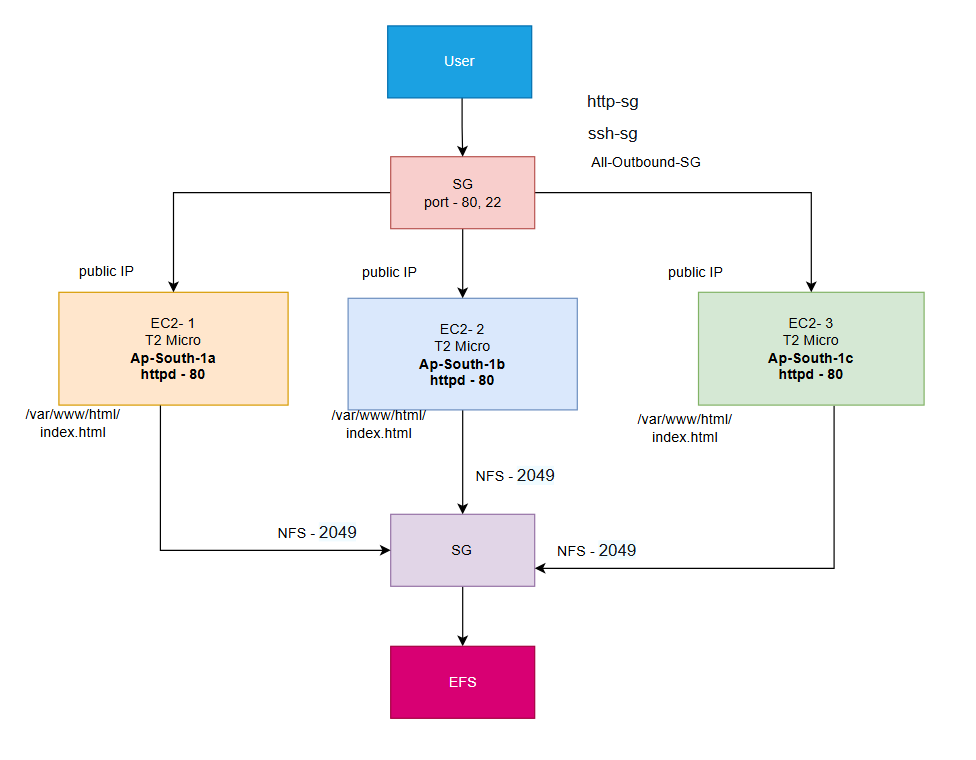 User
http-sg
ssh-sg
All-Outbound-SG
SG
port - 80, 22
public IP
public IP
public IP
EC2- 1
T2 Micro
Ap-South-1a
httpd - 80
EC2- 2
T2 Micro
Ap-South-1b
httpd - 80
EC2- 3
T2 Micro
Ap-South-1c
httpd - 80
/var/www/html/
index.html
/var/www/html/
index.html
/var/www/html/
index.html
NFS - 2049
NFS - 2049
NFS - 2049
SG
EFS